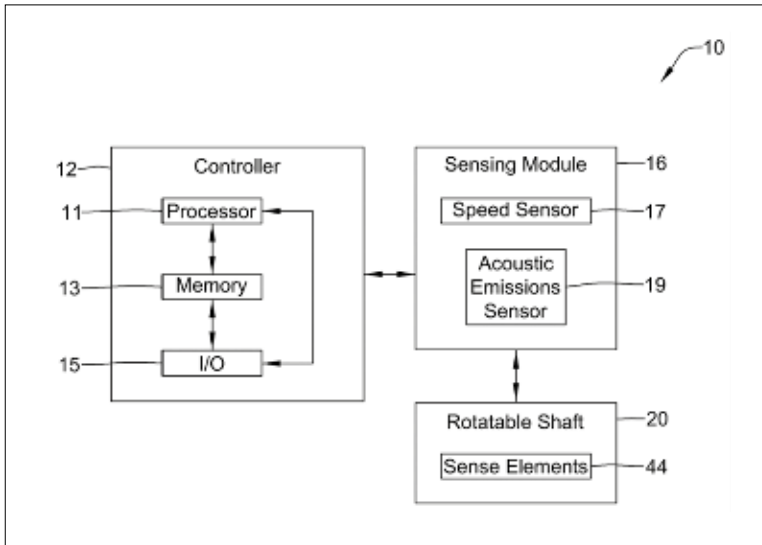 10
12
Controller
11
Processor
13
Memory
15
I/O
Sensing Module
16
Speed Sensor
17
Acoustic
Emissions
Sensor
19
Rotatable Shaft
20
Sense Elements
44